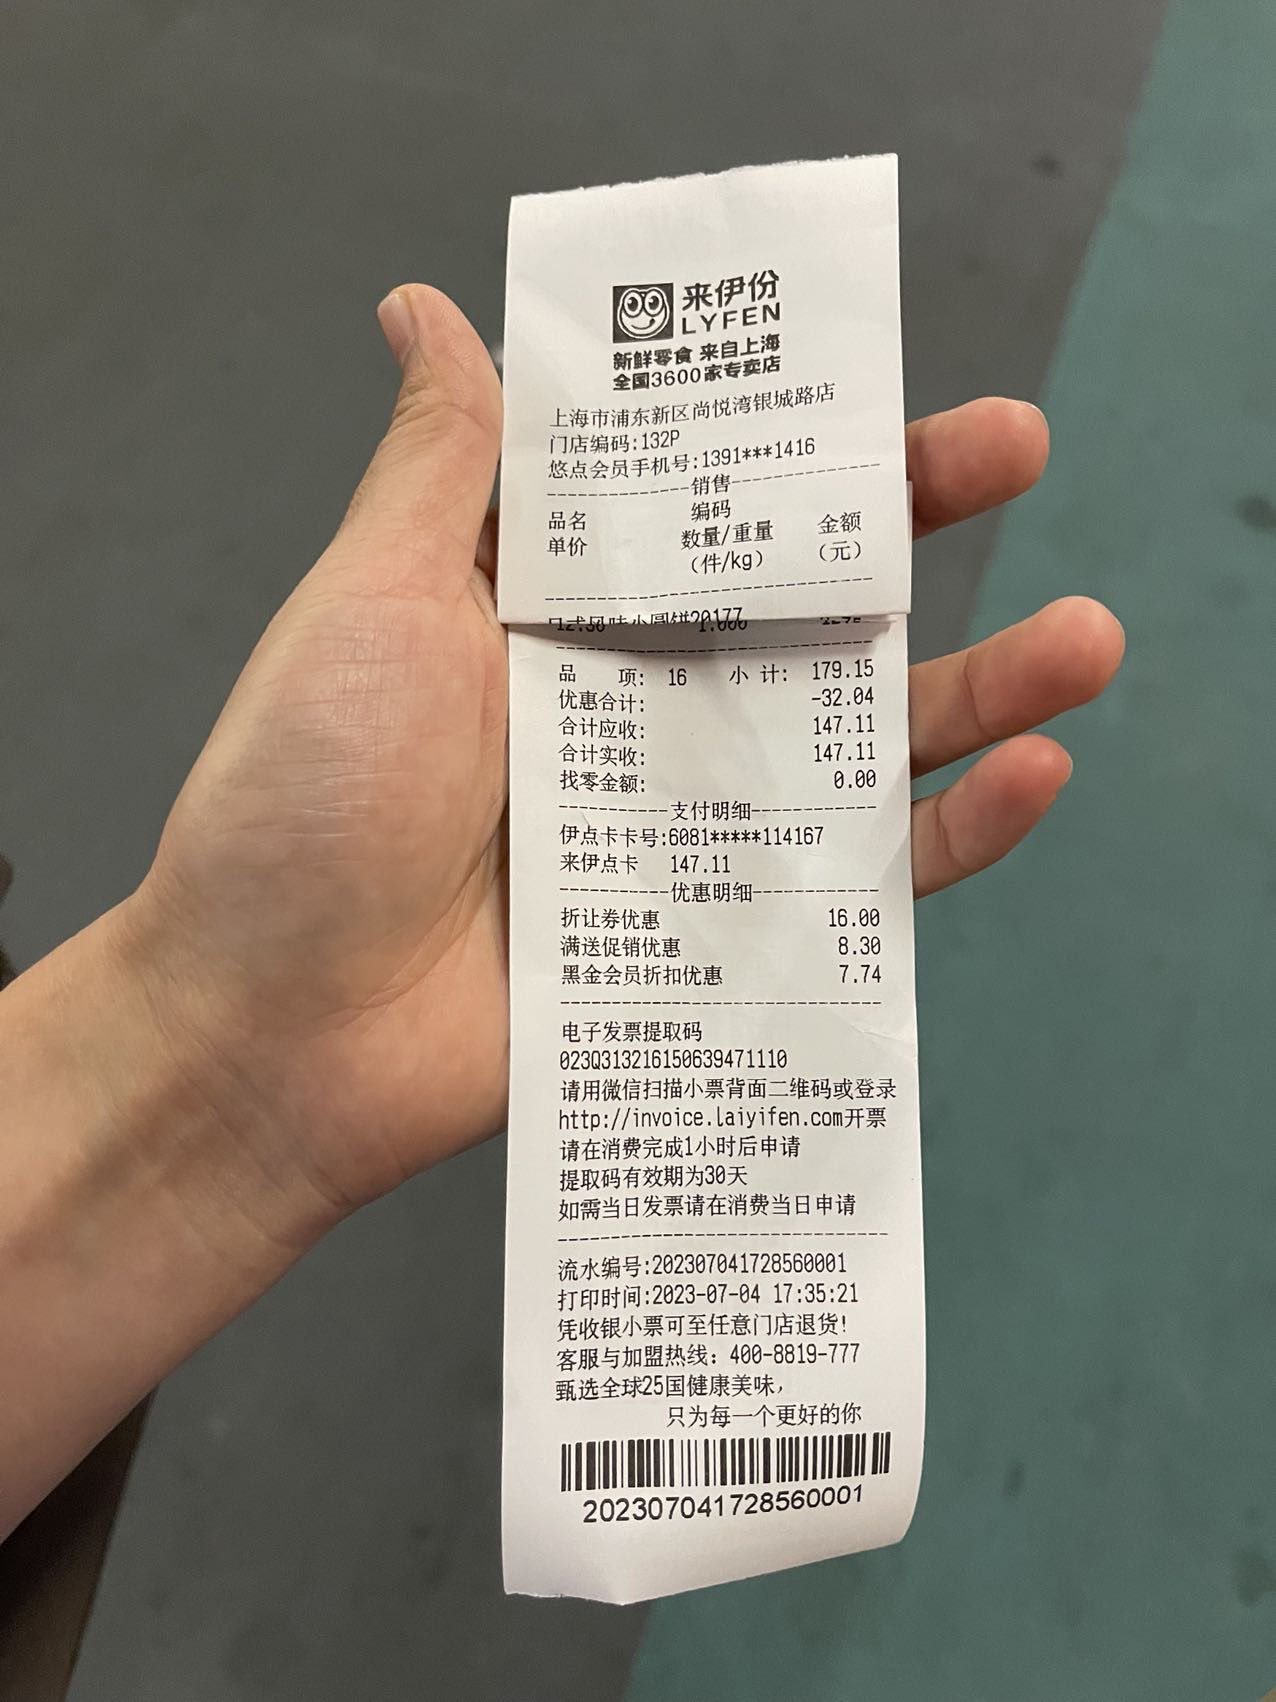 来伊份
LYFEN
新鲜零食 来自上海
全国3600家专卖店
上海市浦东新区尚悦湾银城路店
门店编码:132P
悠点会员手机号:1391***1416
--------------销售--------------
品名 编码 金额
单价 数量/重量 (元)
(件/kg)
品 项: 16 小 计: 179.15
优惠合计: -32.04
合计应收: 147.11
合计实收: 147.11
找零金额: 0.00
-----------支付明细------------
伊点卡卡号:6081*****114167
来伊点卡 147.11
-----------优惠明细------------
折让券优惠 16.00
满送促销优惠 8.30
黑金会员折扣优惠 7.74
电子发票提取码
023Q313216150639471110
请用微信扫描小票背面二维码或登录
http://invoice.laiyifen.com开票
请在消费完成1小时后申请
提取码有效期为30天
如需当日发票请在消费当日申请
流水编号:202307041728560001
打印时间:2023-07-04 17:35:21
凭收银小票可至任意门店退货!
客服与加盟热线: 400-8819-777
甄选全球25国健康美味,
只为每一个更好的你
202307041728560001